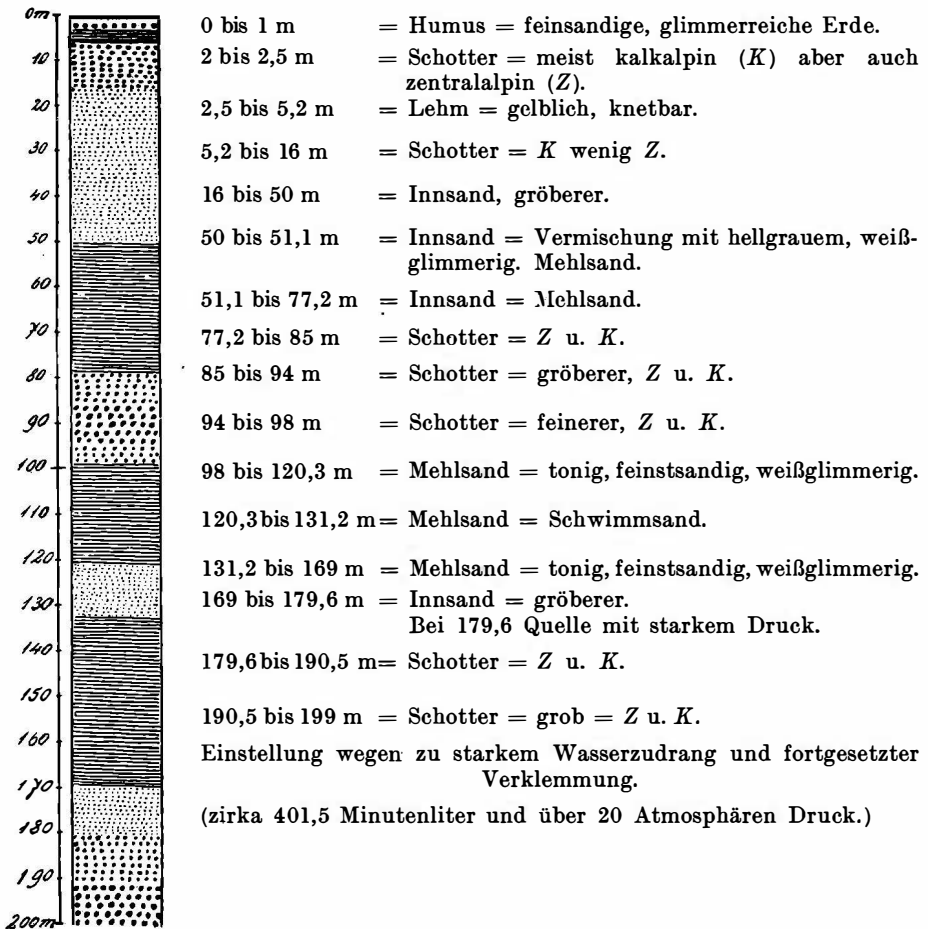 0m
10
20
30
40
50
60
70
80
90
100
110
120
130
140
150
160
170
180
190
200m
0 bis 1 m = Humus = feinsandige, glimmerreiche Erde.
2 bis 2,5 m = Schotter = meist kalkalpin (K) aber auch
zentralalpin (Z).
2,5 bis 5,2 m = Lehm = gelblich, knetbar.
5,2 bis 16 m = Schotter = K wenig Z.
16 bis 50 m = Innsand, gröberer.
50 bis 51,1 m = Innsand = Vermischung mit hellgrauem, weiß-
glimmerig. Mehlsand.
51,1 bis 77,2 m = Innsand = Mehlsand.
77,2 bis 85 m = Schotter = Z u. K.
85 bis 94 m = Schotter = gröberer, Z u. K.
94 bis 98 m = Schotter = feinerer, Z u. K.
98 bis 120,3 m = Mehlsand = tonig, feinstsandig, weißglimmerig.
120,3 bis 131,2 m = Mehlsand = Schwimmsand.
131,2 bis 169 m = Mehlsand = tonig, feinstsandig, weißglimmerig.
169 bis 179,6 m = Innsand = gröberer.
Bei 179,6 Quelle mit starkem Druck.
179,6 bis 190,5 m = Schotter = Z u. K.
190,5 bis 199 m = Schotter = grob = Z u. K.
Einstellung wegen zu starkem Wasserzudrang und fortgesetzter
Verklemmung.
(zirka 401,5 Minutenliter und über 20 Atmosphären Druck.)